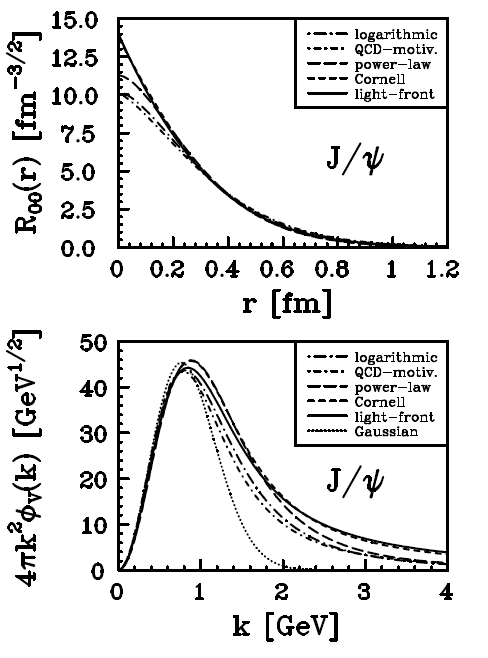 15.0
12.5
10.0
7.5
5.0
2.5
0.0
R00(r) [fm−3/2]
logarithmic
QCD−motiv.
power−law
Cornell
light−front
J/ψ
0 0.2 0.4 0.6 0.8 1 1.2
r [fm]
50
40
30
20
10
0
4πk2ϕV(k) [GeV1/2]
logarithmic
QCD−motiv.
power−law
Cornell
light−front
Gaussian
J/ψ
0 1 2 3 4
k [GeV]